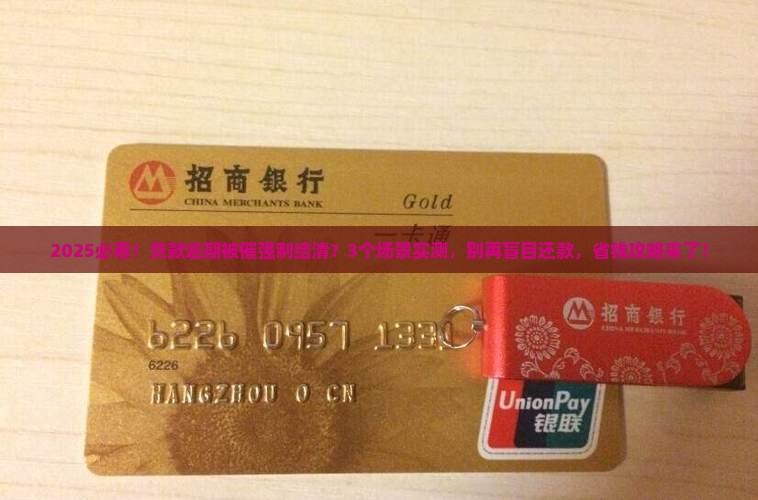 招商银行
CHINA MERCHANTS BANK
Gold
一卡通
2025必看！贷款逾期被催强制结清？3个场景实测，别再盲目还款，省钱攻略来了！
招商银行
CHINA MERCHANTS BANK
6226 0957 1331
6226
HANGZHOU O CN
UnionPay
银联